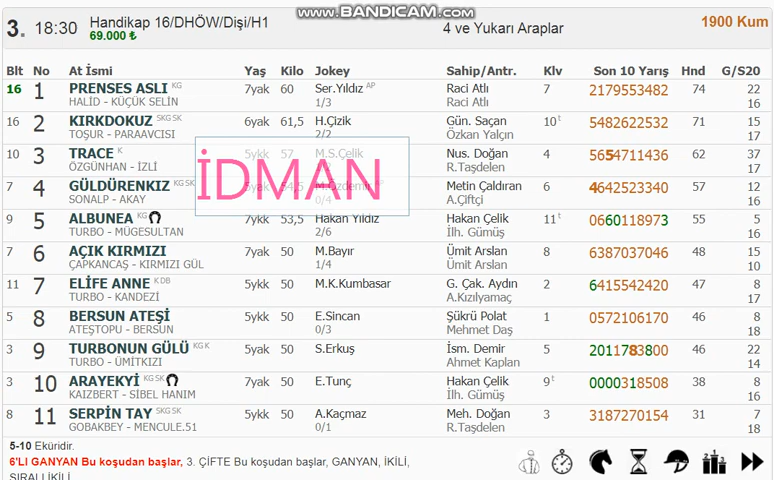 www.BANDICAM.com
3. 18:30 Handikap 16/DHÖW/Dişi/H1 4 ve Yukarı Araplar 1900 Kum
69.000 ₺
Blt No At İsmi Yaş Kilo Jokey Sahip/Antr. Klv Son 10 Yarış Hnd G/S20
16 1 PRENSES ASLI KG 7yak 60 Ser.Yıldız AP Raci Atlı 7 2179553482 74 22
HALİD - KÜÇÜK SELİN 1/3 Raci Atlı 16
16 2 KIRKDOKUZ SKG SK 6yak 61,5 H.Çizik Gün. Saçan 10 t 5482622532 71 15
TOŞUR - PARAAVCISI 2/2 Özkan Yalçın 17
10 3 TRACE K 5ykk 57 M.S.Çelik Nus. Doğan 4 5654711436 62 37
ÖZGÜNHAN - İZLİ R.Taşdelen 17
İDMAN
7 4 GÜLDÜRENKIZ KG SK 5yak 54,5 M.Özdemir Metin Çaldıran 6 4642523340 57 12
SONALP - AKAY 0/4 A.Çiftçi 16
9 5 ALBUNEA KG 7ykk 53,5 Hakan Yıldız Hakan Çelik 11 t 0660118973 55 5
TURBO - MÜGESULTAN 2/6 İlh. Gümüş 16
7 6 AÇIK KIRMIZI 7yak 50 M.Bayır Ümit Arslan 8 6387037046 48 15
ÇAPKANCAŞ - KIRMIZI GÜL 1/4 Ümit Arslan 10
11 7 ELİFE ANNE K DB 5ykk 50 M.K.Kumbasar G. Çak. Aydın 2 6415542420 47 8
TURBO - KANDEZİ A.Kızılyamaç 17
5 8 BERSUN ATEŞİ 5ykk 50 E.Sincan Şükrü Polat 1 0572106170 46 8
ATEŞTOPU - BERSUN 0/3 Mehmet Daş 18
3 9 TURBONUN GÜLÜ KG K 5yak 50 S.Erkuş İsm. Demir 5 2011783800 46 22
TURBO - ÜMİTKIZI Ahmet Kaplan 14
3 10 ARAYEKYİ KG SK 7yak 50 E.Tunç Hakan Çelik 9 t 0000318508 38 8
KAIZBERT - SİBEL HANIM İlh. Gümüş 16
8 11 SERPİN TAY SKG SK 5ykk 50 A.Kaçmaz Meh. Doğan 3 3187270154 31 7
GOBAKBEY - MENCULE.51 0/1 R.Taşdelen 18
5-10 Eküridir.
6'LI GANYAN Bu koşudan başlar, 3. ÇİFTE Bu koşudan başlar, GANYAN, İKİLİ,
SIRALI İKİLİ